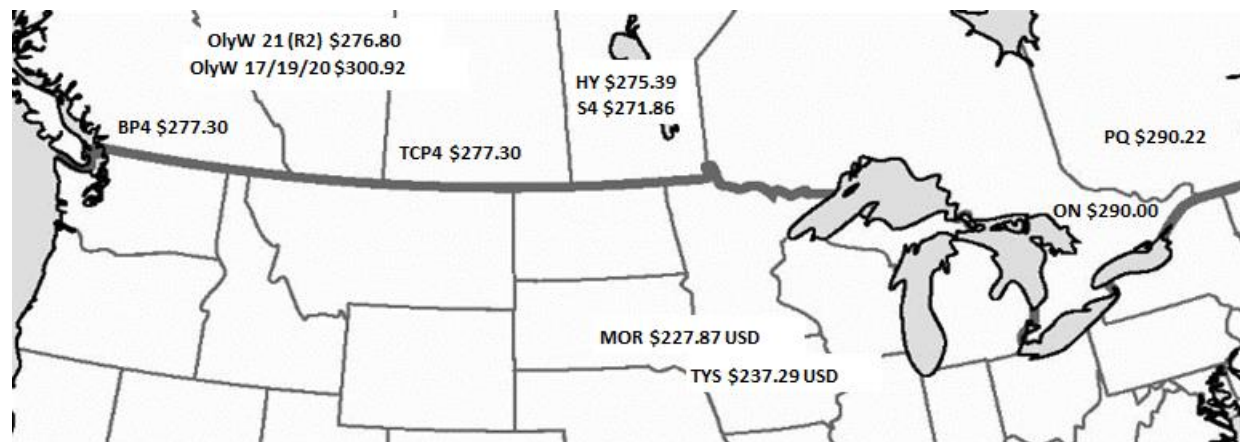 OlyW 21 (R2) $276.80
OlyW 17/19/20 $300.92
HY $275.39
S4 $271.86
BP4 $277.30
TCP4 $277.30
PQ $290.22
ON $290.00
MOR $227.87 USD
TYS $237.29 USD